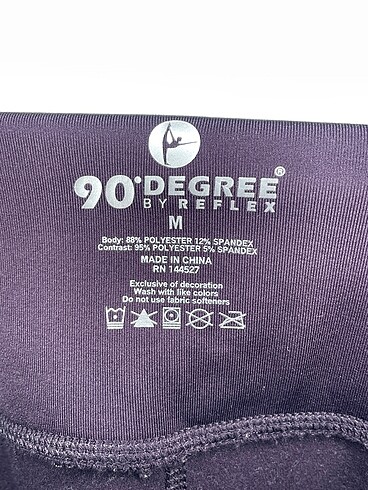 90°DEGREE®
BY REFLEX
M
Body: 88% POLYESTER 12% SPANDEX
Contrast: 95% POLYESTER 5% SPANDEX
MADE IN CHINA
RN 144527
Exclusive of decoration
Wash with like colors
Do not use fabric softeners